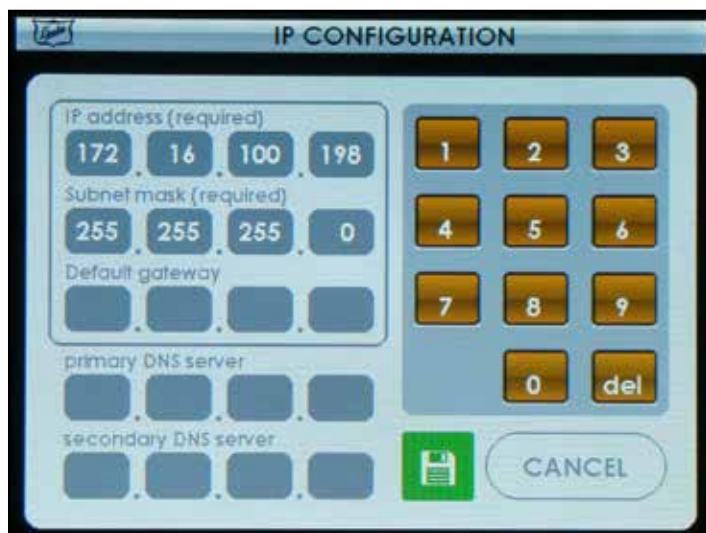 IP CONFIGURATION
IP address (required)
172 . 16 . 100 . 198
Subnet mask (required)
255 . 255 . 255 . 0
Default gateway
. . .
primary DNS server
. . .
secondary DNS server
. . .
1 2 3
4 5 6
7 8 9
0 del
CANCEL